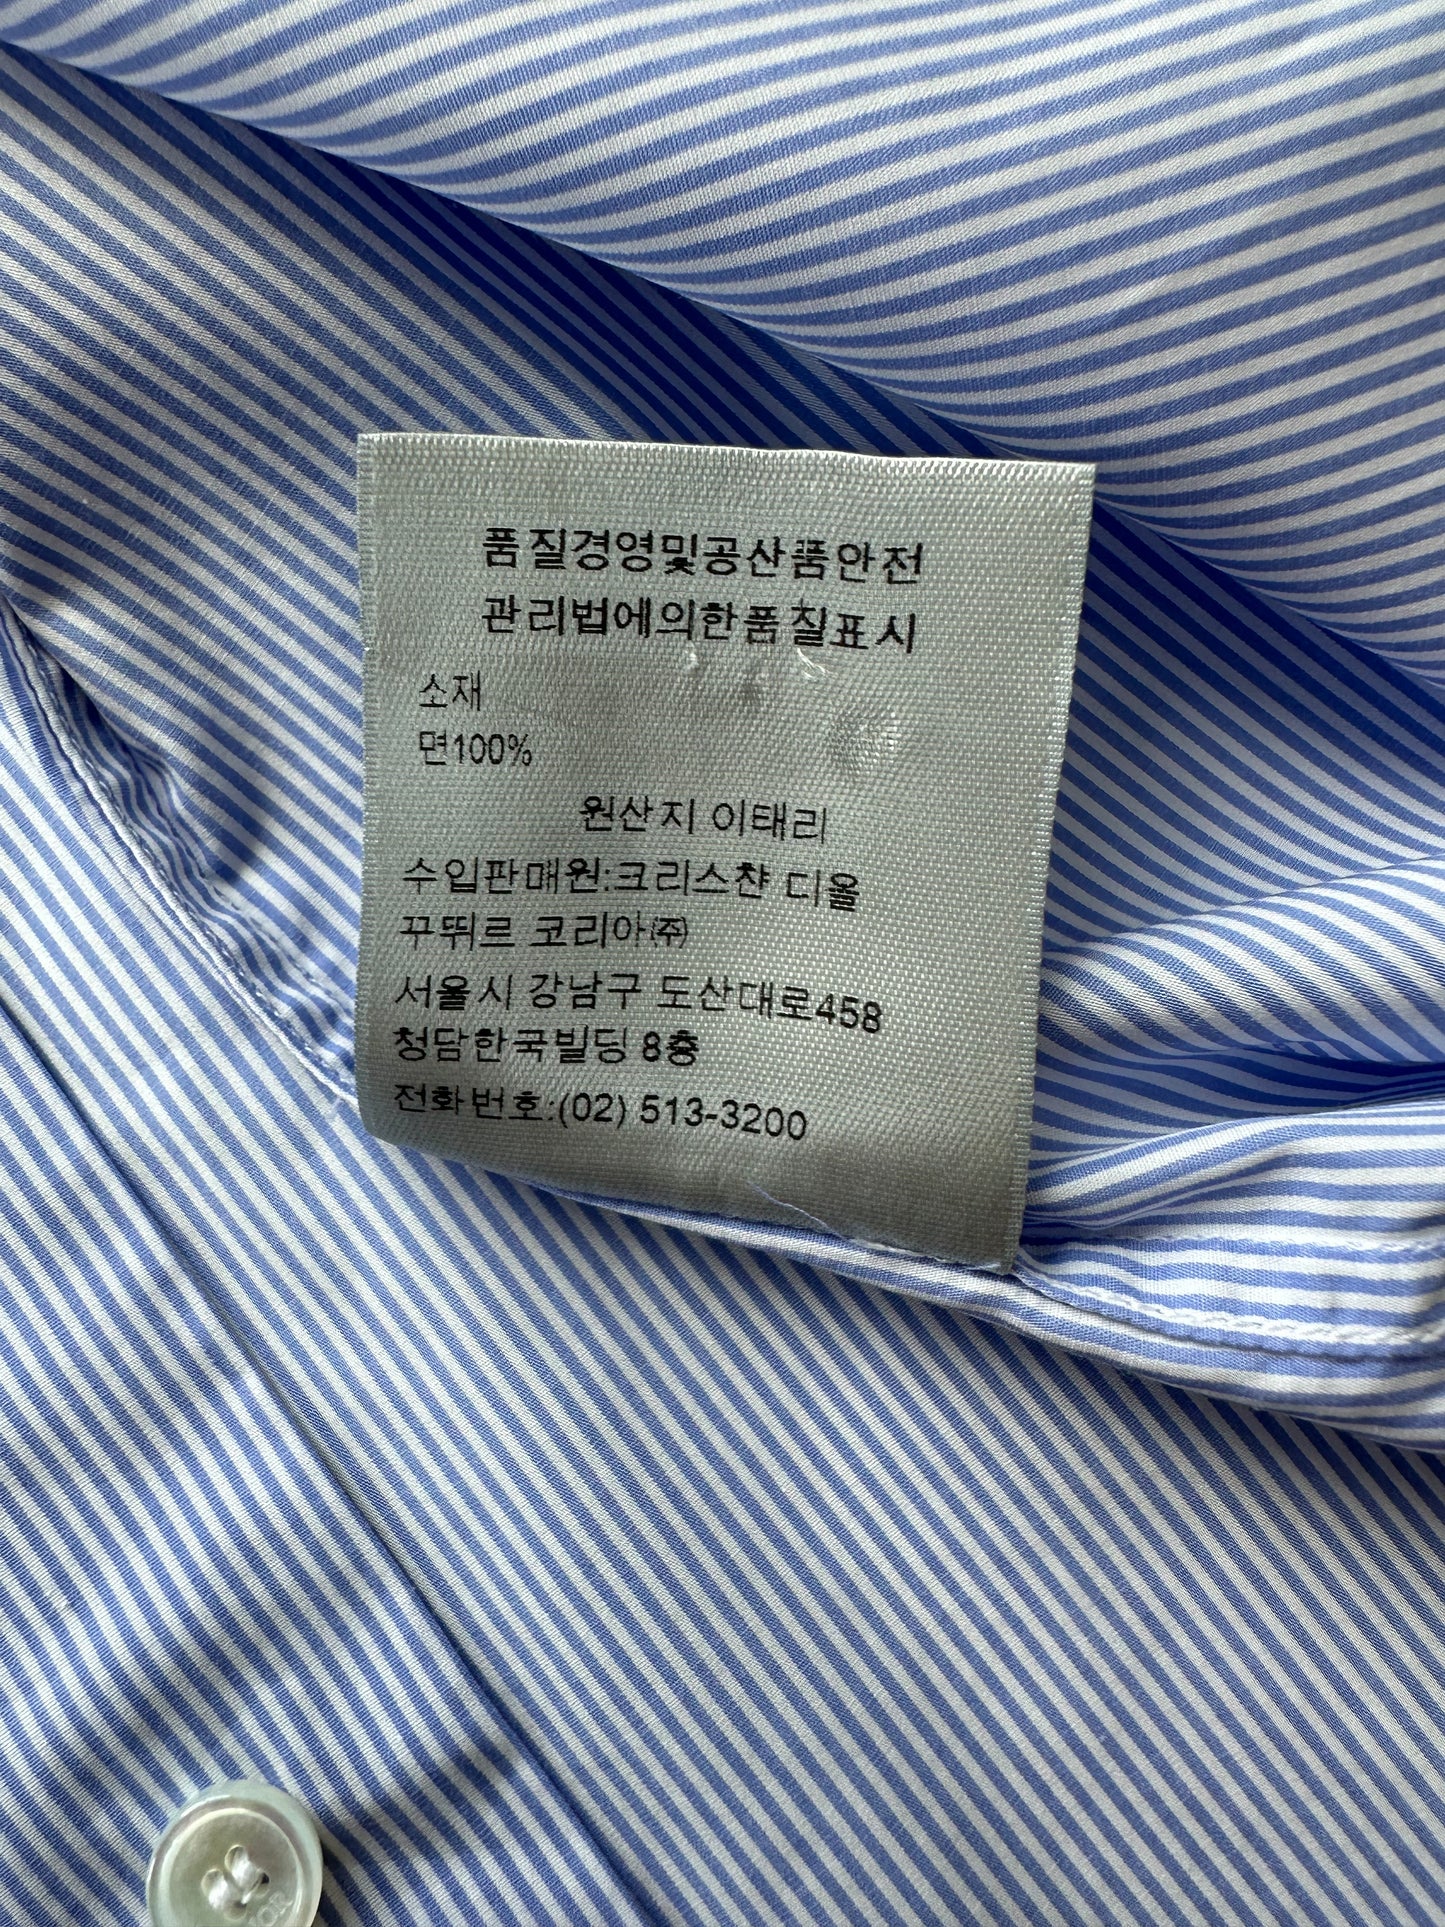 품질경영및공산품안전
관리법에의한품질표시
소재
면100%
원산지 이태리
수입판매원:크리스챤 디올
꾸뛰르 코리아㈜
서울시 강남구 도산대로458
청담한국빌딩 8층
전화번호:(02) 513-3200